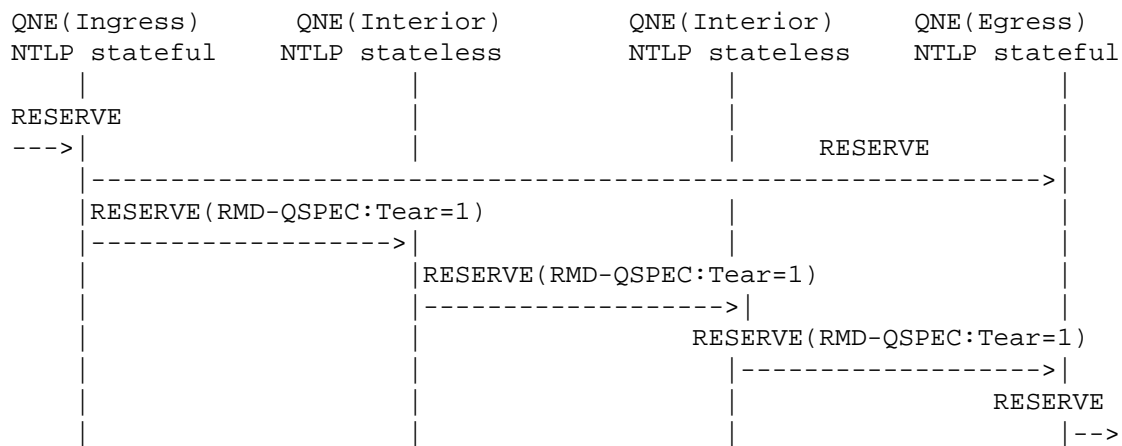 QNE(Ingress) QNE(Interior) QNE(Interior) QNE(Egress)
NTLP stateful NTLP stateless NTLP stateless NTLP stateful
RESERVE
RESERVE
RESERVE(RMD-QSPEC:Tear=1)
RESERVE(RMD-QSPEC:Tear=1)
RESERVE(RMD-QSPEC:Tear=1)
RESERVE